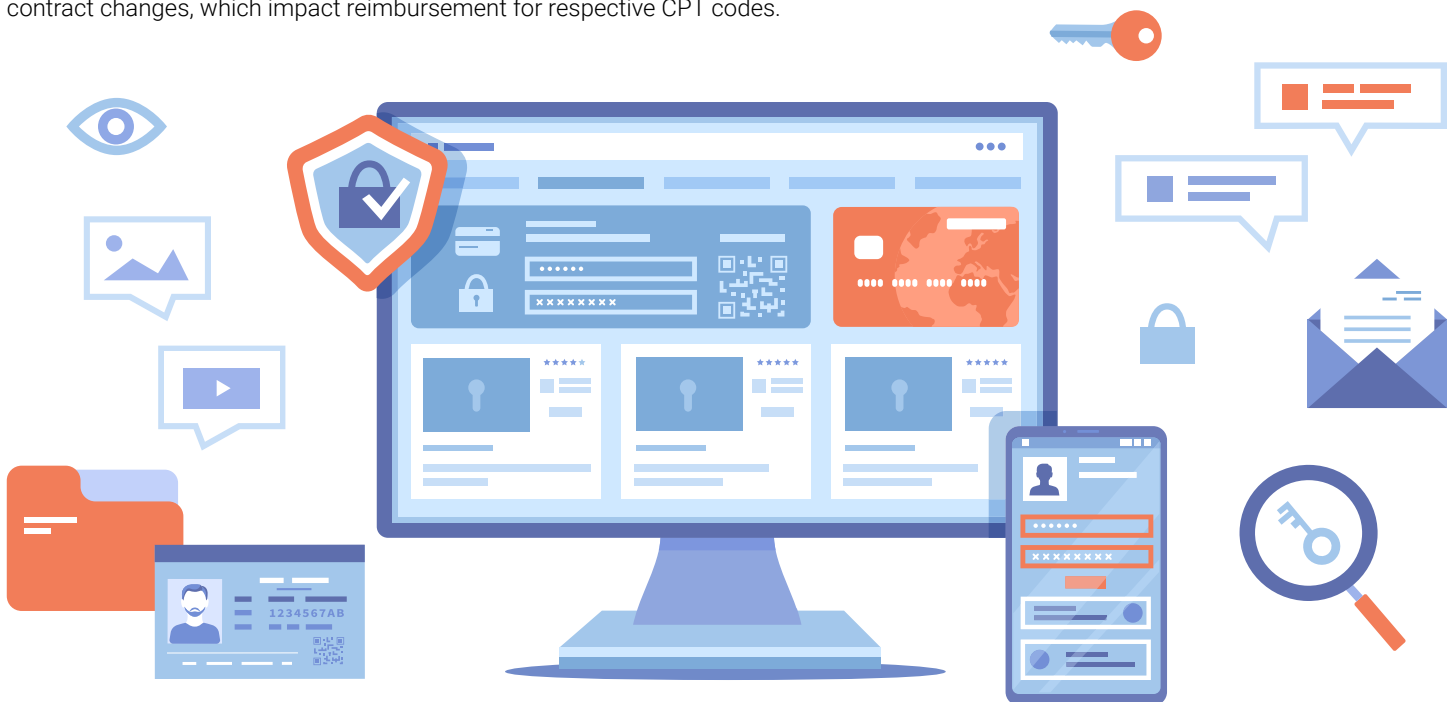 contract changes, which impact reimbursement for respective CPT codes.
1234567AB